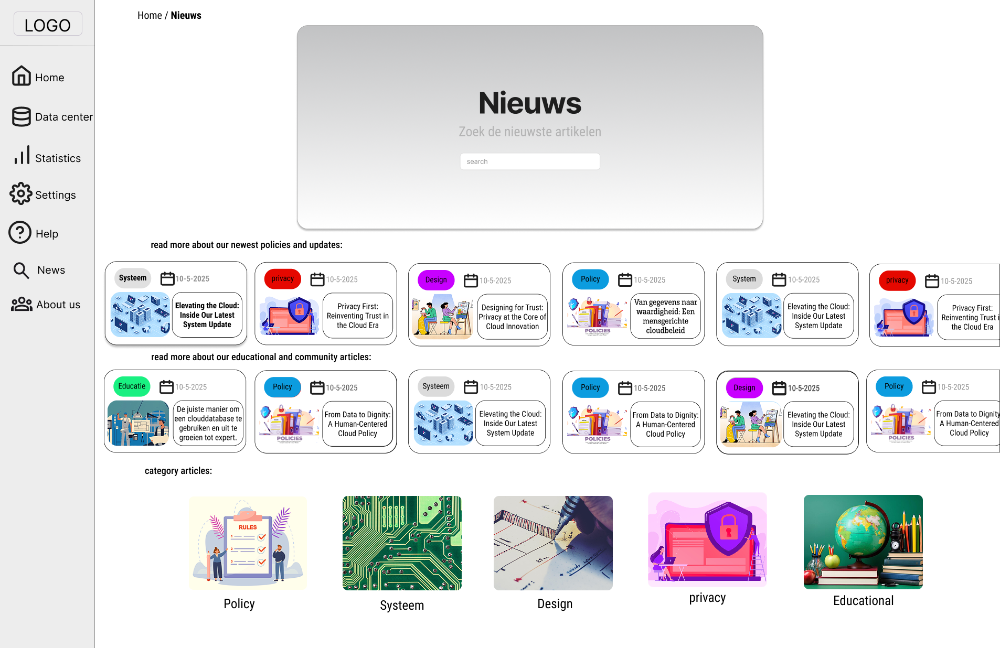 LOGO
Home
Data center
Statistics
Settings
Help
News
About us
Home / Nieuws
Nieuws
Zoek de nieuwste artikelen
search
read more about our newest policies and updates:
Systeem
10-5-2025
Elevating the Cloud:
Inside Our Latest
System Update
privacy
10-5-2025
Privacy First:
Reinventing Trust in
the Cloud Era
Design
10-5-2025
Designing for Trust:
Privacy at the Core of
Cloud Innovation
Policy
10-5-2025
POLICIES
Van gegevens naar
waardigheid: Een
mensgerichte
cloudbeleid
System
10-5-2025
Elevating the Cloud:
Inside Our Latest
System Update
privacy
10-5-2025
Privacy First:
Reinventing Trust i
the Cloud Era
read more about our educational and community articles:
Educatie
10-5-2025
De juiste manier om
een clouddatabase te
gebruiken en uit te
groeien tot expert.
Policy
10-5-2025
POLICIES
From Data to Dignity:
A Human-Centered
Cloud Policy
Systeem
10-5-2025
Elevating the Cloud:
Inside Our Latest
System Update
Policy
10-5-2025
POLICIES
From Data to Dignity:
A Human-Centered
Cloud Policy
Design
10-5-2025
Elevating the Cloud:
Inside Our Latest
System Update
Policy
10-5-2025
POLICIES
From Data to Dignity
A Human-Centered
Cloud Policy
category articles:
RULES
1
2
3
Policy
Systeem
Design
privacy
Educational